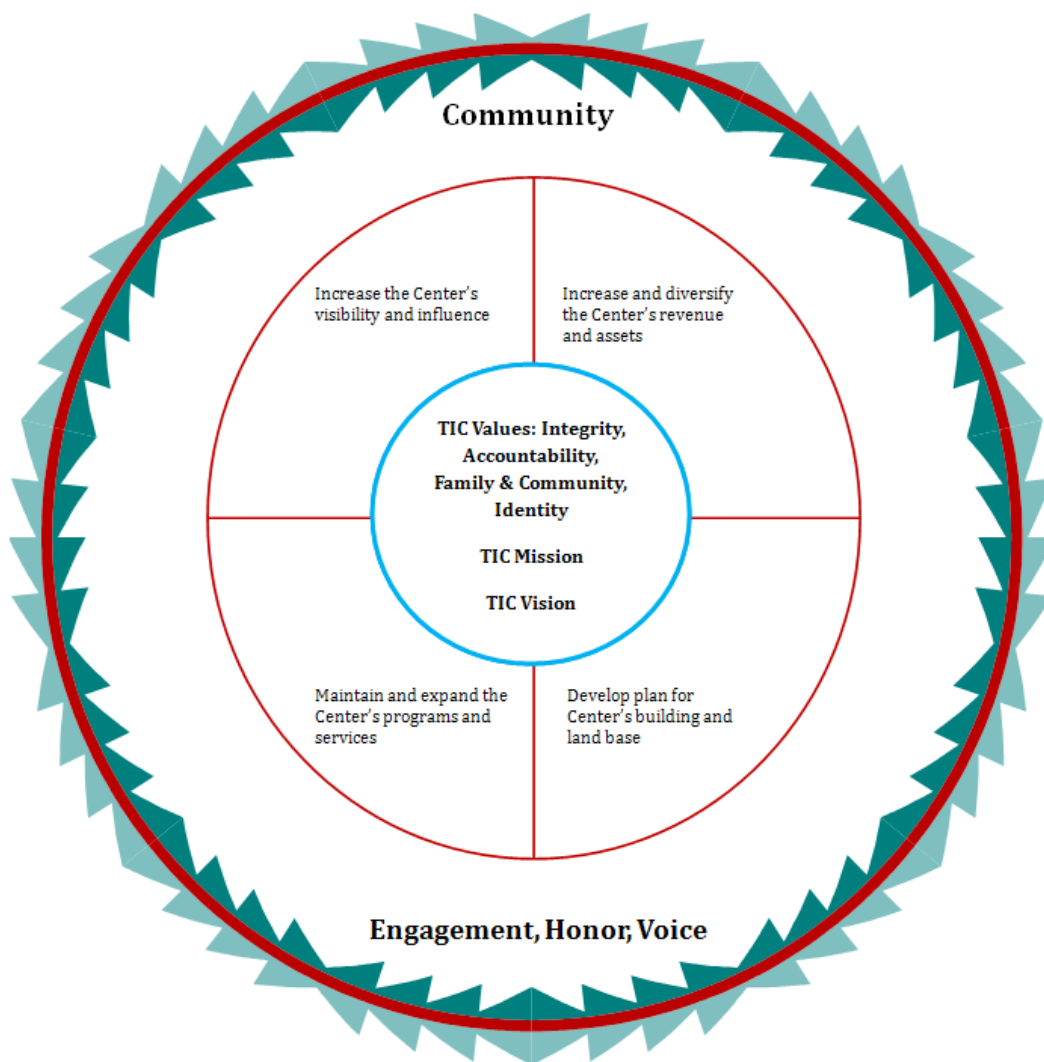 Community
Increase the Center's
visibility and influence
Increase and diversify
the Center's revenue
and assets
TIC Values: Integrity,
Accountability,
Family & Community,
Identity
TIC Mission
TIC Vision
Maintain and expand the
Center's programs and
services
Develop plan for
Center's building and
land base
Engagement, Honor, Voice